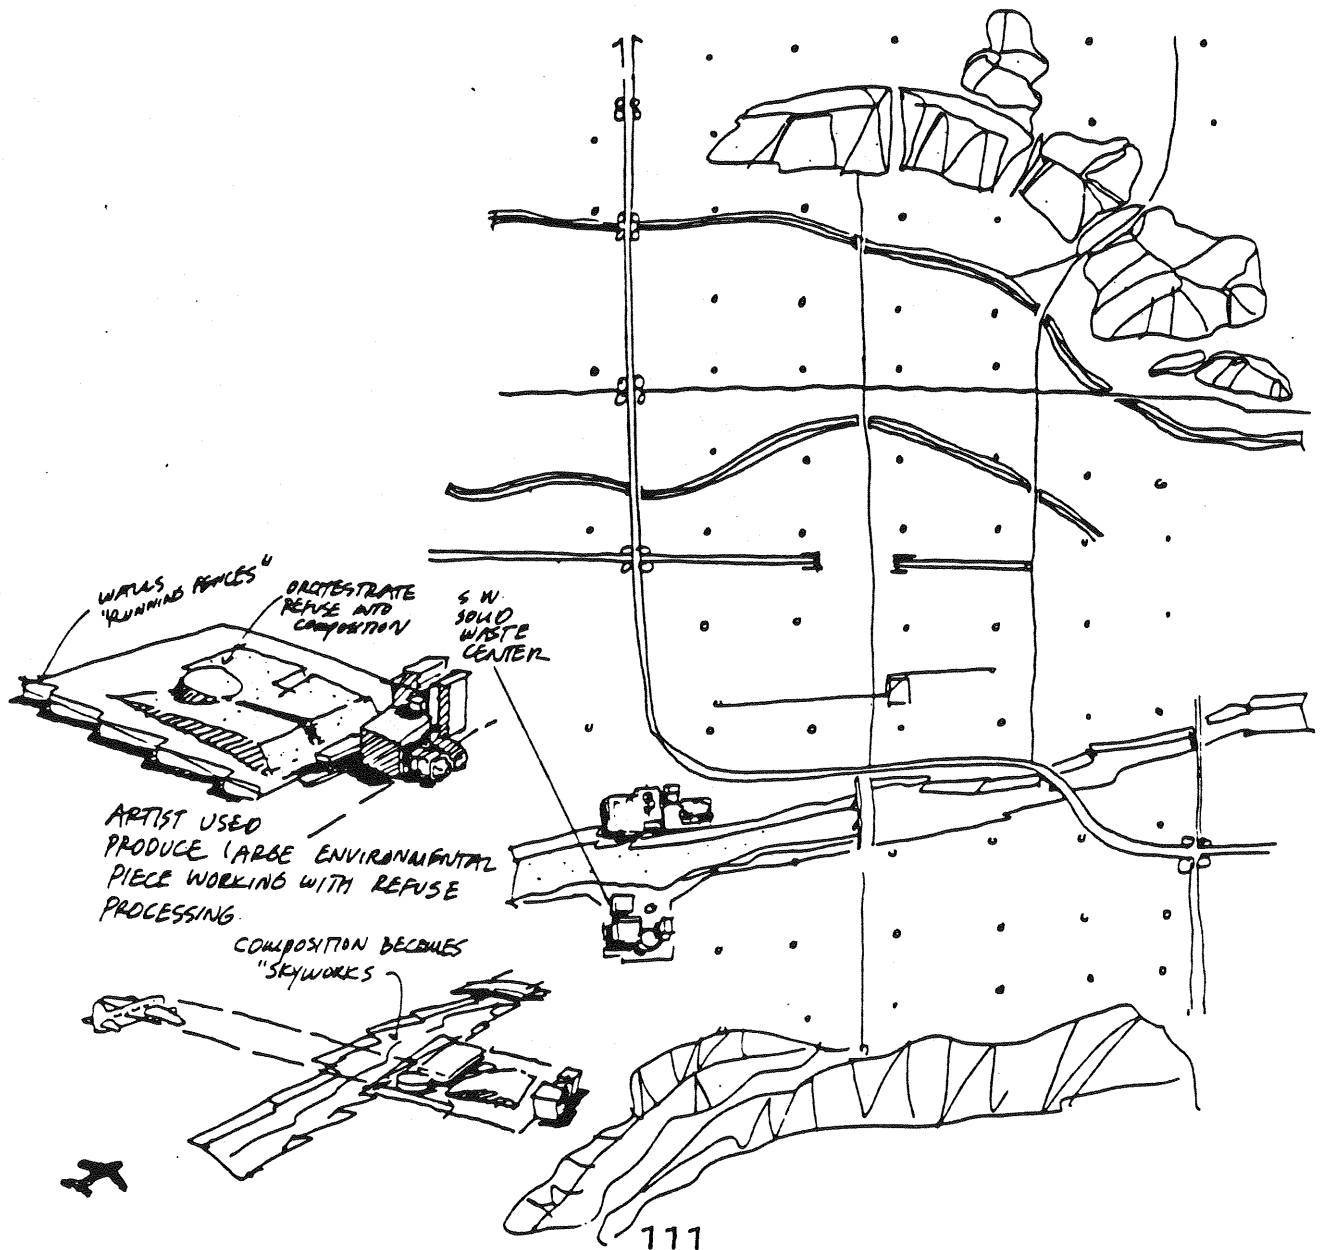 WALLS
"RUNNING FENCES"
ORCTESTRATE
REFUSE INTO
COMPOSITION
S W
SOLID
WASTE
CENTER
ARTIST USED
PRODUCE LARGE ENVIRONMENTAL
PIECE WORKING WITH REFUSE
PROCESSING.
COMPOSITION BECOMES
"SKYWORKS
111